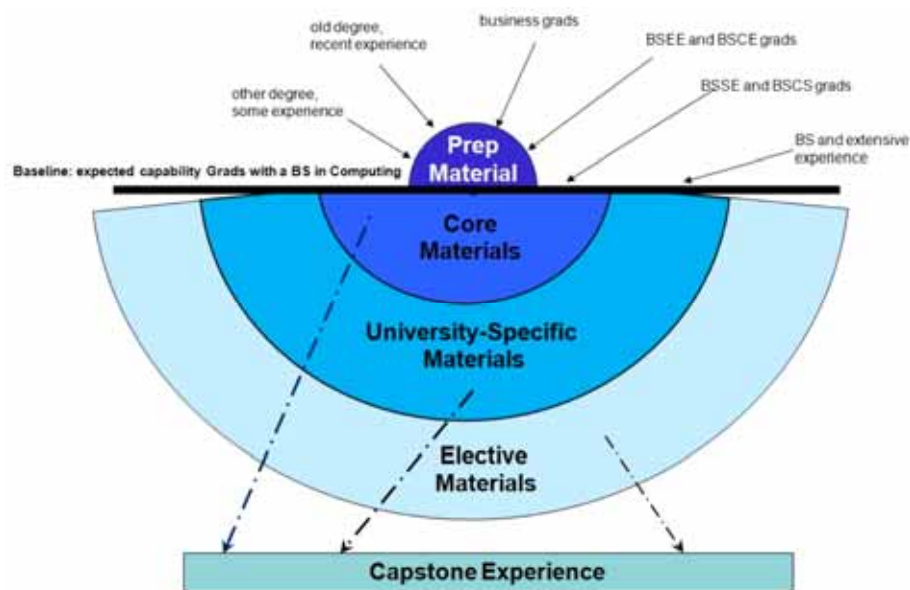 business grads
old degree,
recent experience
BSEE and BSCE grads
other degree,
some experience
BSSE and BSCS grads
BS and extensive
experience
Prep
Material
Baseline: expected capability Grads with a BS in Computing
Core
Materials
University-Specific
Materials
Elective
Materials
Capstone Experience